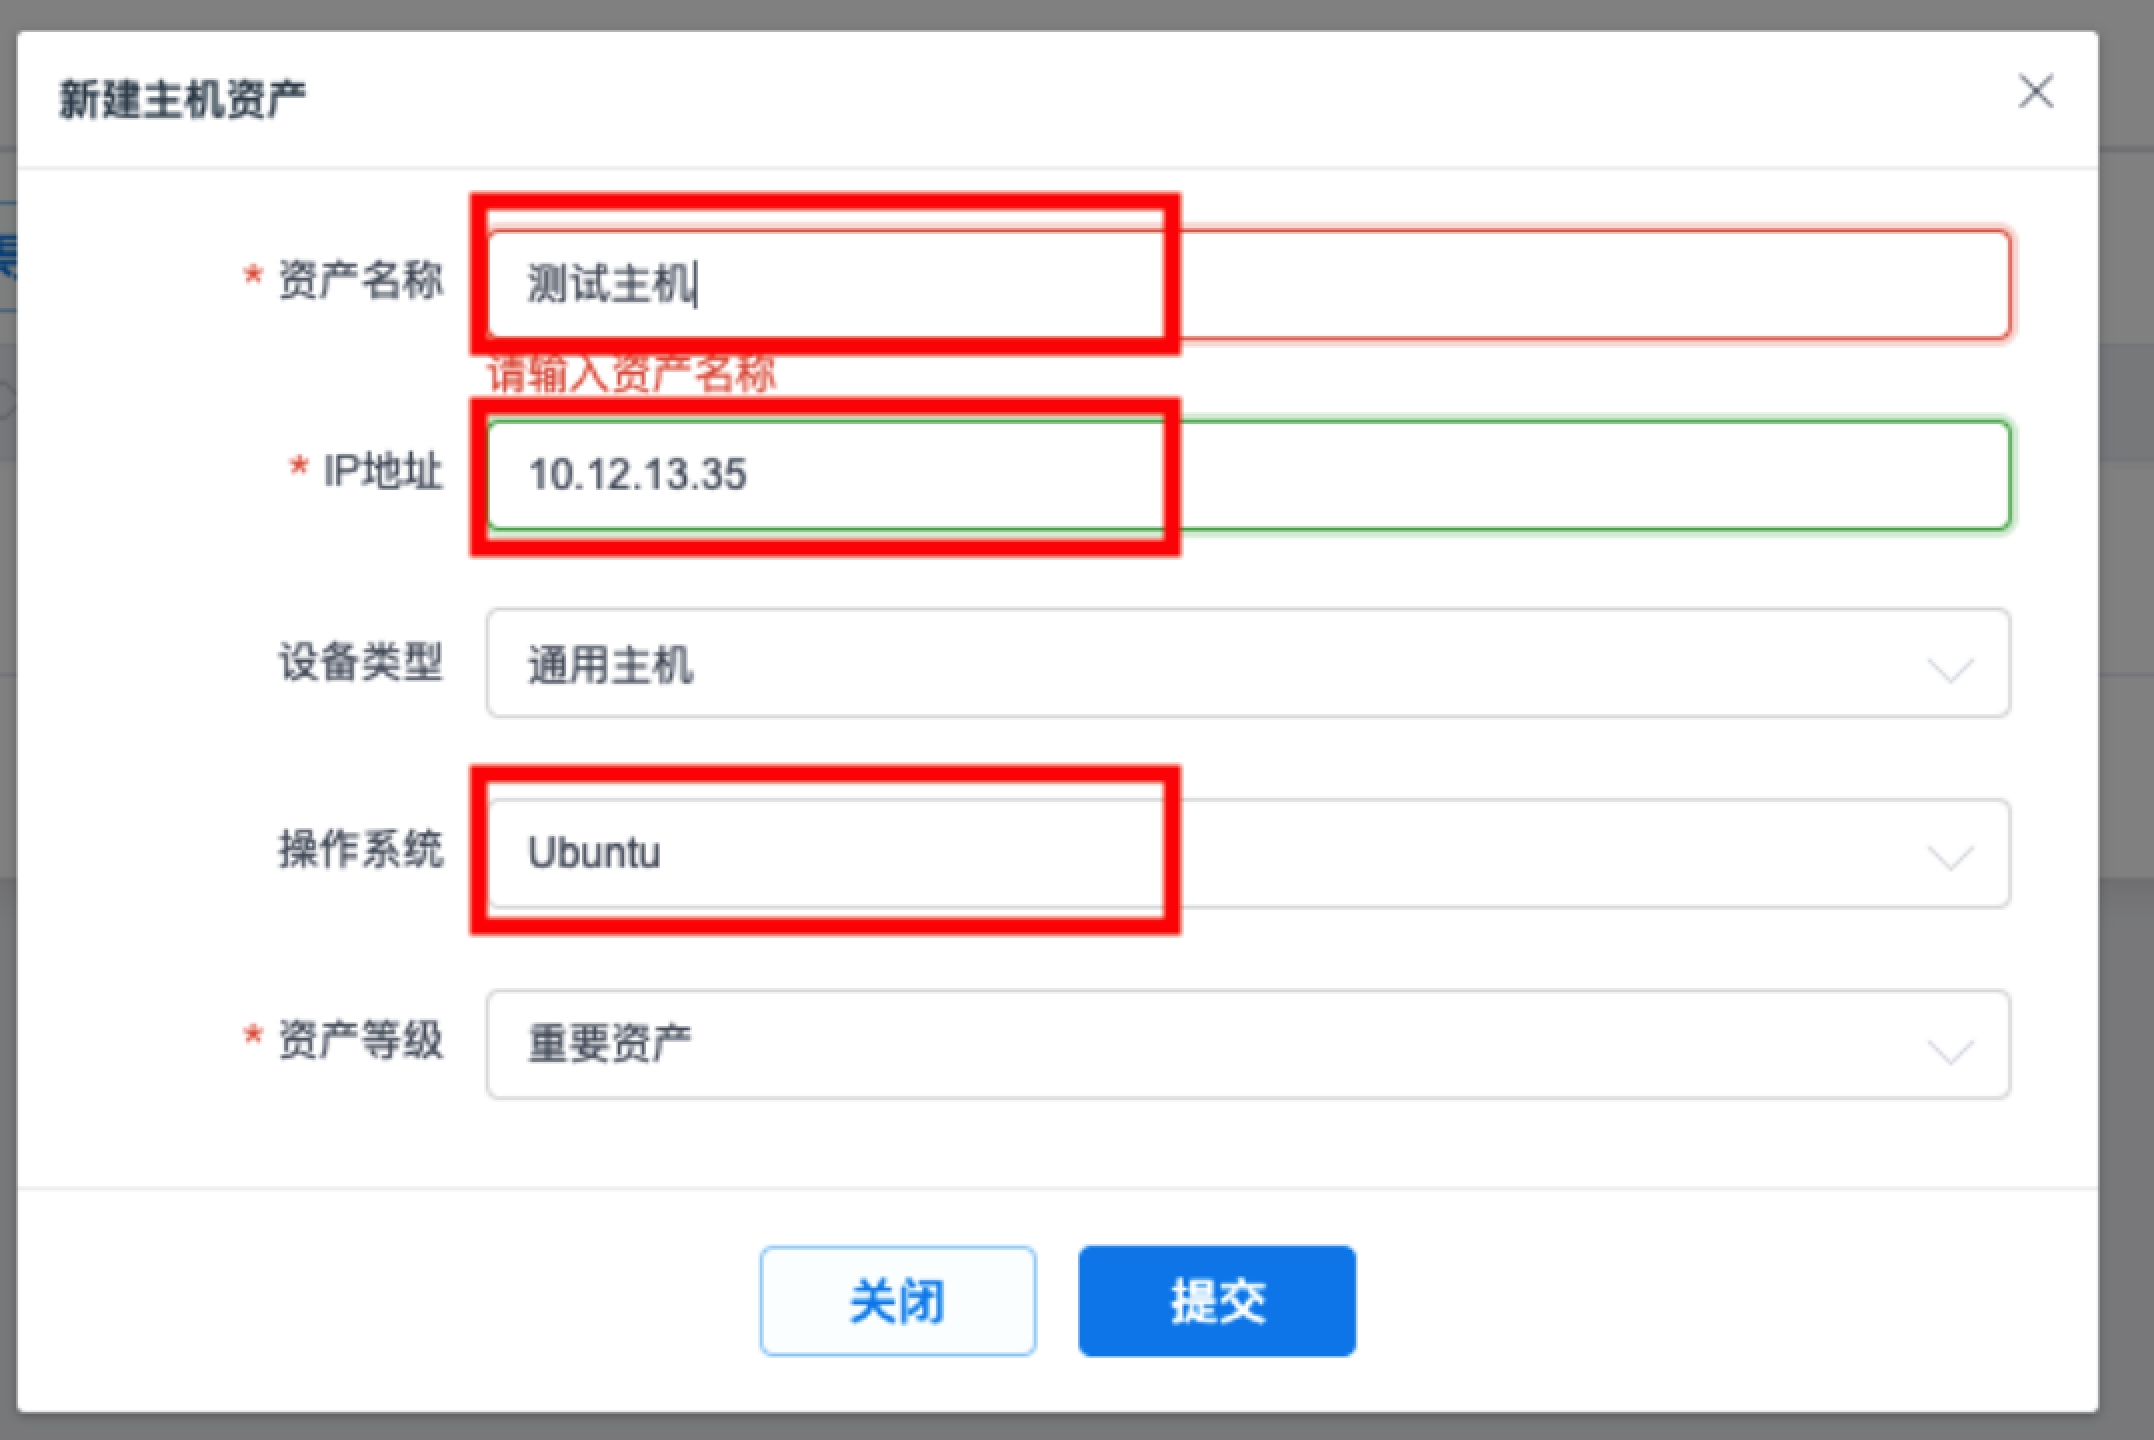 新建主机资产
* 资产名称 测试主机
请输入资产名称
* IP地址 10.12.13.35
设备类型 通用主机
操作系统 Ubuntu
* 资产等级 重要资产
关闭 提交